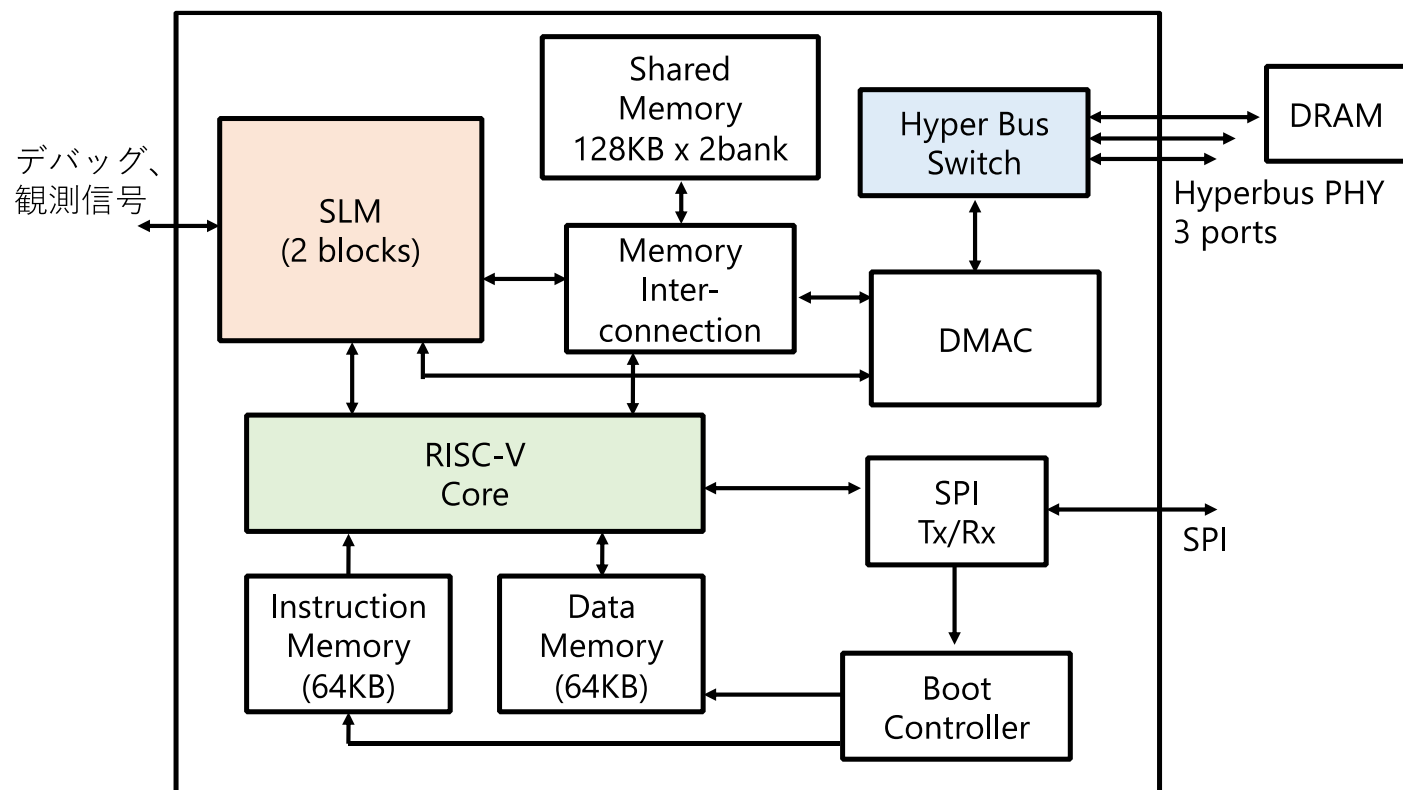 Shared
Memory
128KB x 2bank
Hyper Bus
Switch
DRAM
デバッグ、
観測信号
SLM
(2 blocks)
Hyperbus PHY
3 ports
Memory
Inter-
connection
DMAC
RISC-V
Core
SPI
Tx/Rx
SPI
Instruction
Memory
(64KB)
Data
Memory
(64KB)
Boot
Controller